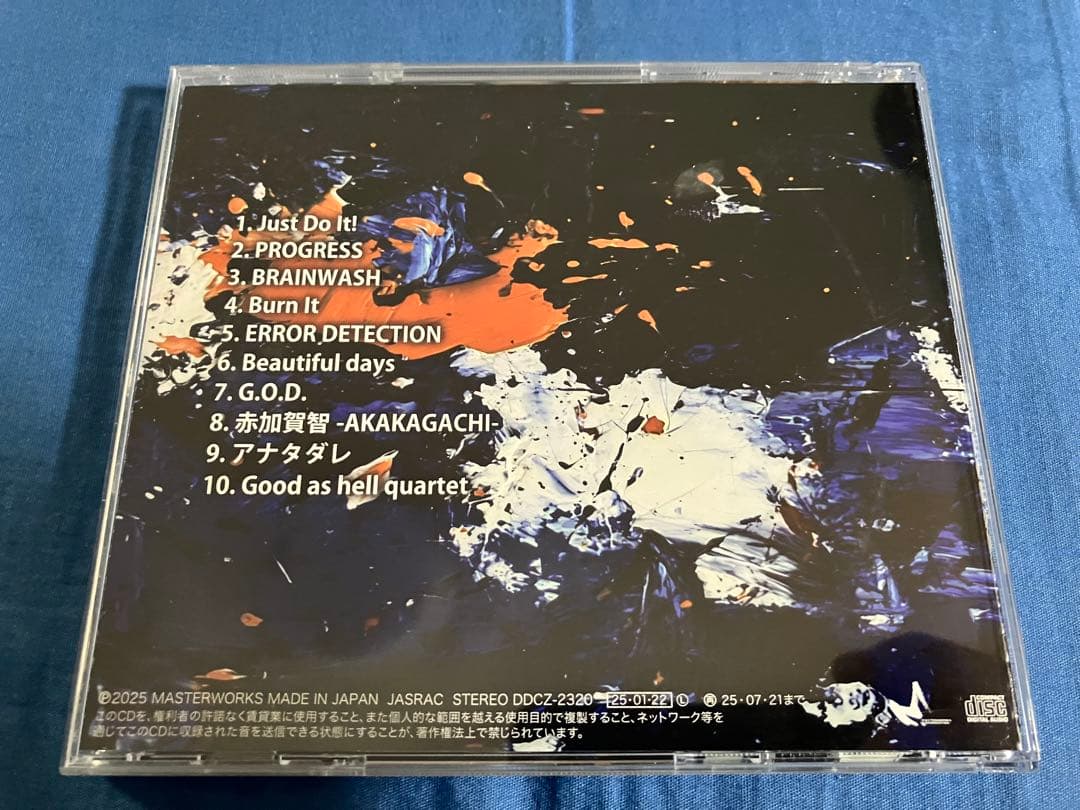 1. Just Do It!
2. PROGRESS
3. BRAINWASH
4. Burn It
5. ERROR DETECTION
6. Beautiful days
7. G.O.D.
8. 赤加賀智 -AKAKAGACHI-
9. アナタダレ
10. Good as hell quartet
Ⓟ2025 MASTERWORKS MADE IN JAPAN JASRAC STEREO DDCZ-2320 25・01・22 Ⓛ 25・07・21まで
このCDを、権利者の許諾なく賃貸業に使用すること、また個人的な範囲を越える使用目的で複製すること、ネットワーク等を
通じてこのCDに収録された音を送信できる状態にすることが、著作権法上で禁じられています。
COMPACT
disc
DIGITAL AUDIO